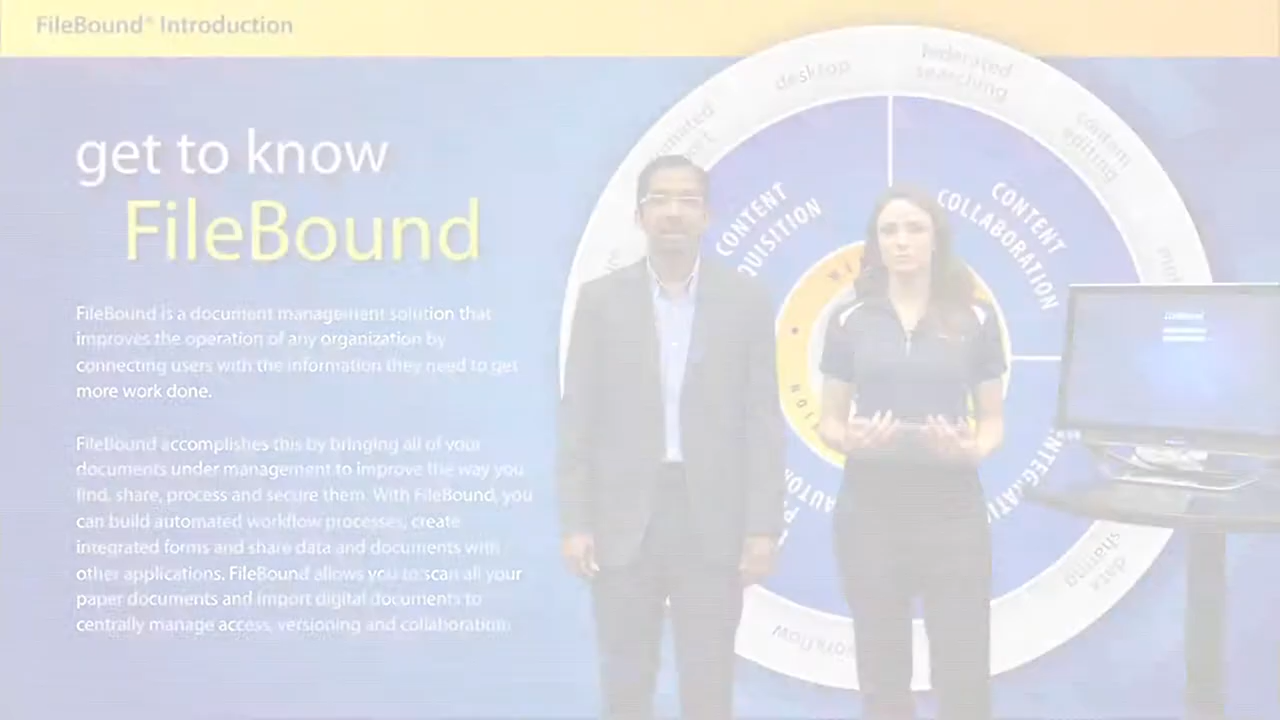 FileBound® Introduction
get to know
FileBound
FileBound is a document management solution that
improves the operation of any organization by
connecting users with the information they need to get
more work done.
FileBound accomplishes this by bringing all of your
documents under management to improve the way you
find, share, process and secure them. With FileBound, you
can build automated workflow processes, create
integrated forms and share data and documents with
other applications. FileBound allows you to scan all your
paper documents and import digital documents to
centrally manage access, versioning and collaboration.
desktop
federated
searching
content
editing
CONTENT
CONTENT
COLLABORATION
data
sharing